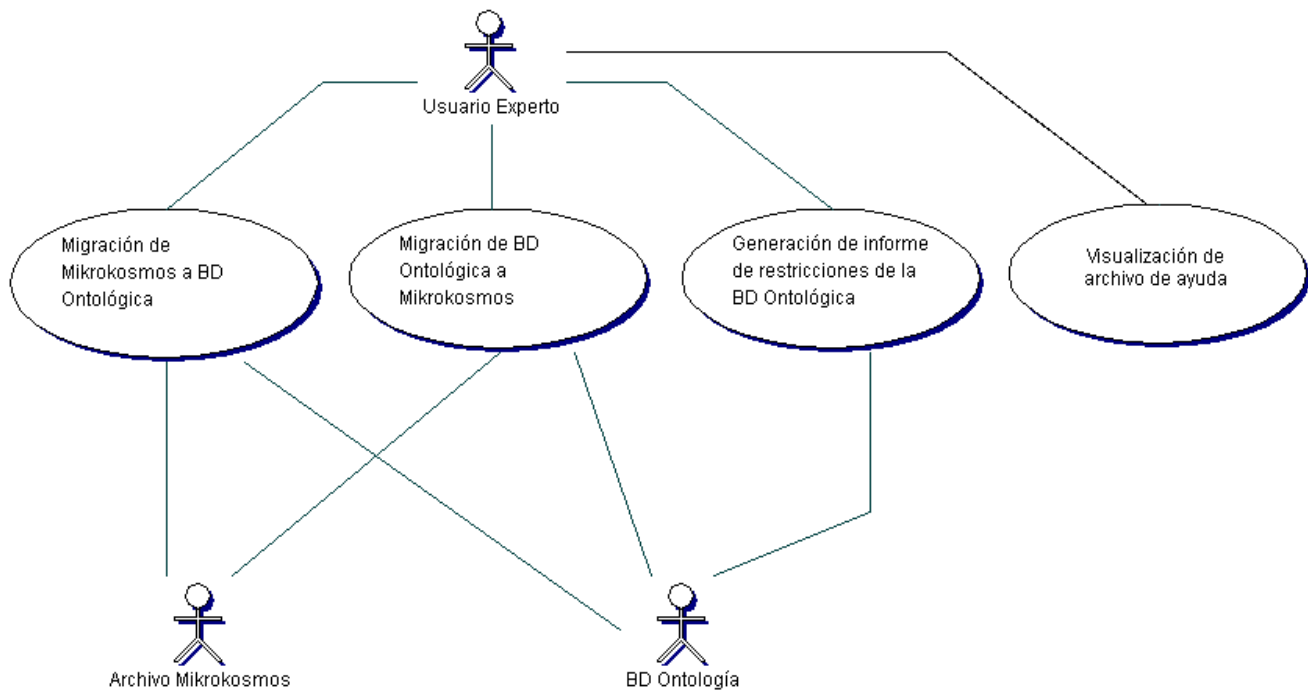 Usuario Experto
Migración de
Mikrokosmos a BD
Ontológica
Migración de BD
Ontológica a
Mikrokosmos
Generación de informe
de restricciones de la
BD Ontológica
Visualización de
archivo de ayuda
Archivo Mikrokosmos
BD Ontología